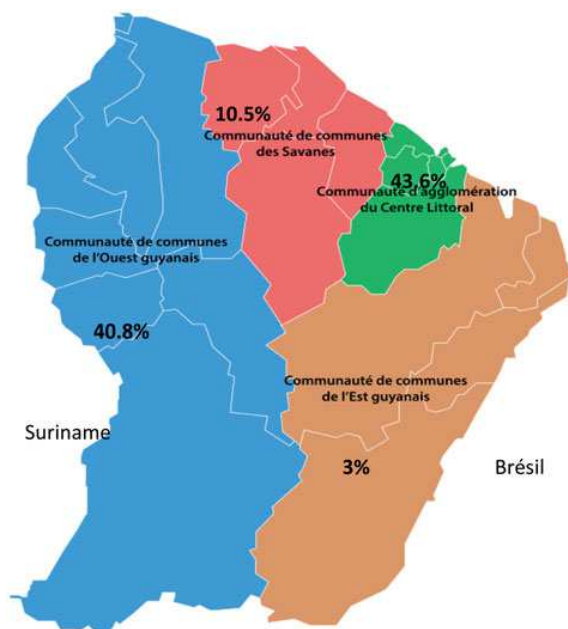 10.5%
Communauté de communes
des Savanes
43,6%
Communauté d'agglomération
du Centre Littoral
Communauté de communes
de l'Ouest guyanais
40.8%
Communauté de communes
de l'Est guyanais
Suriname
3%
Brésil